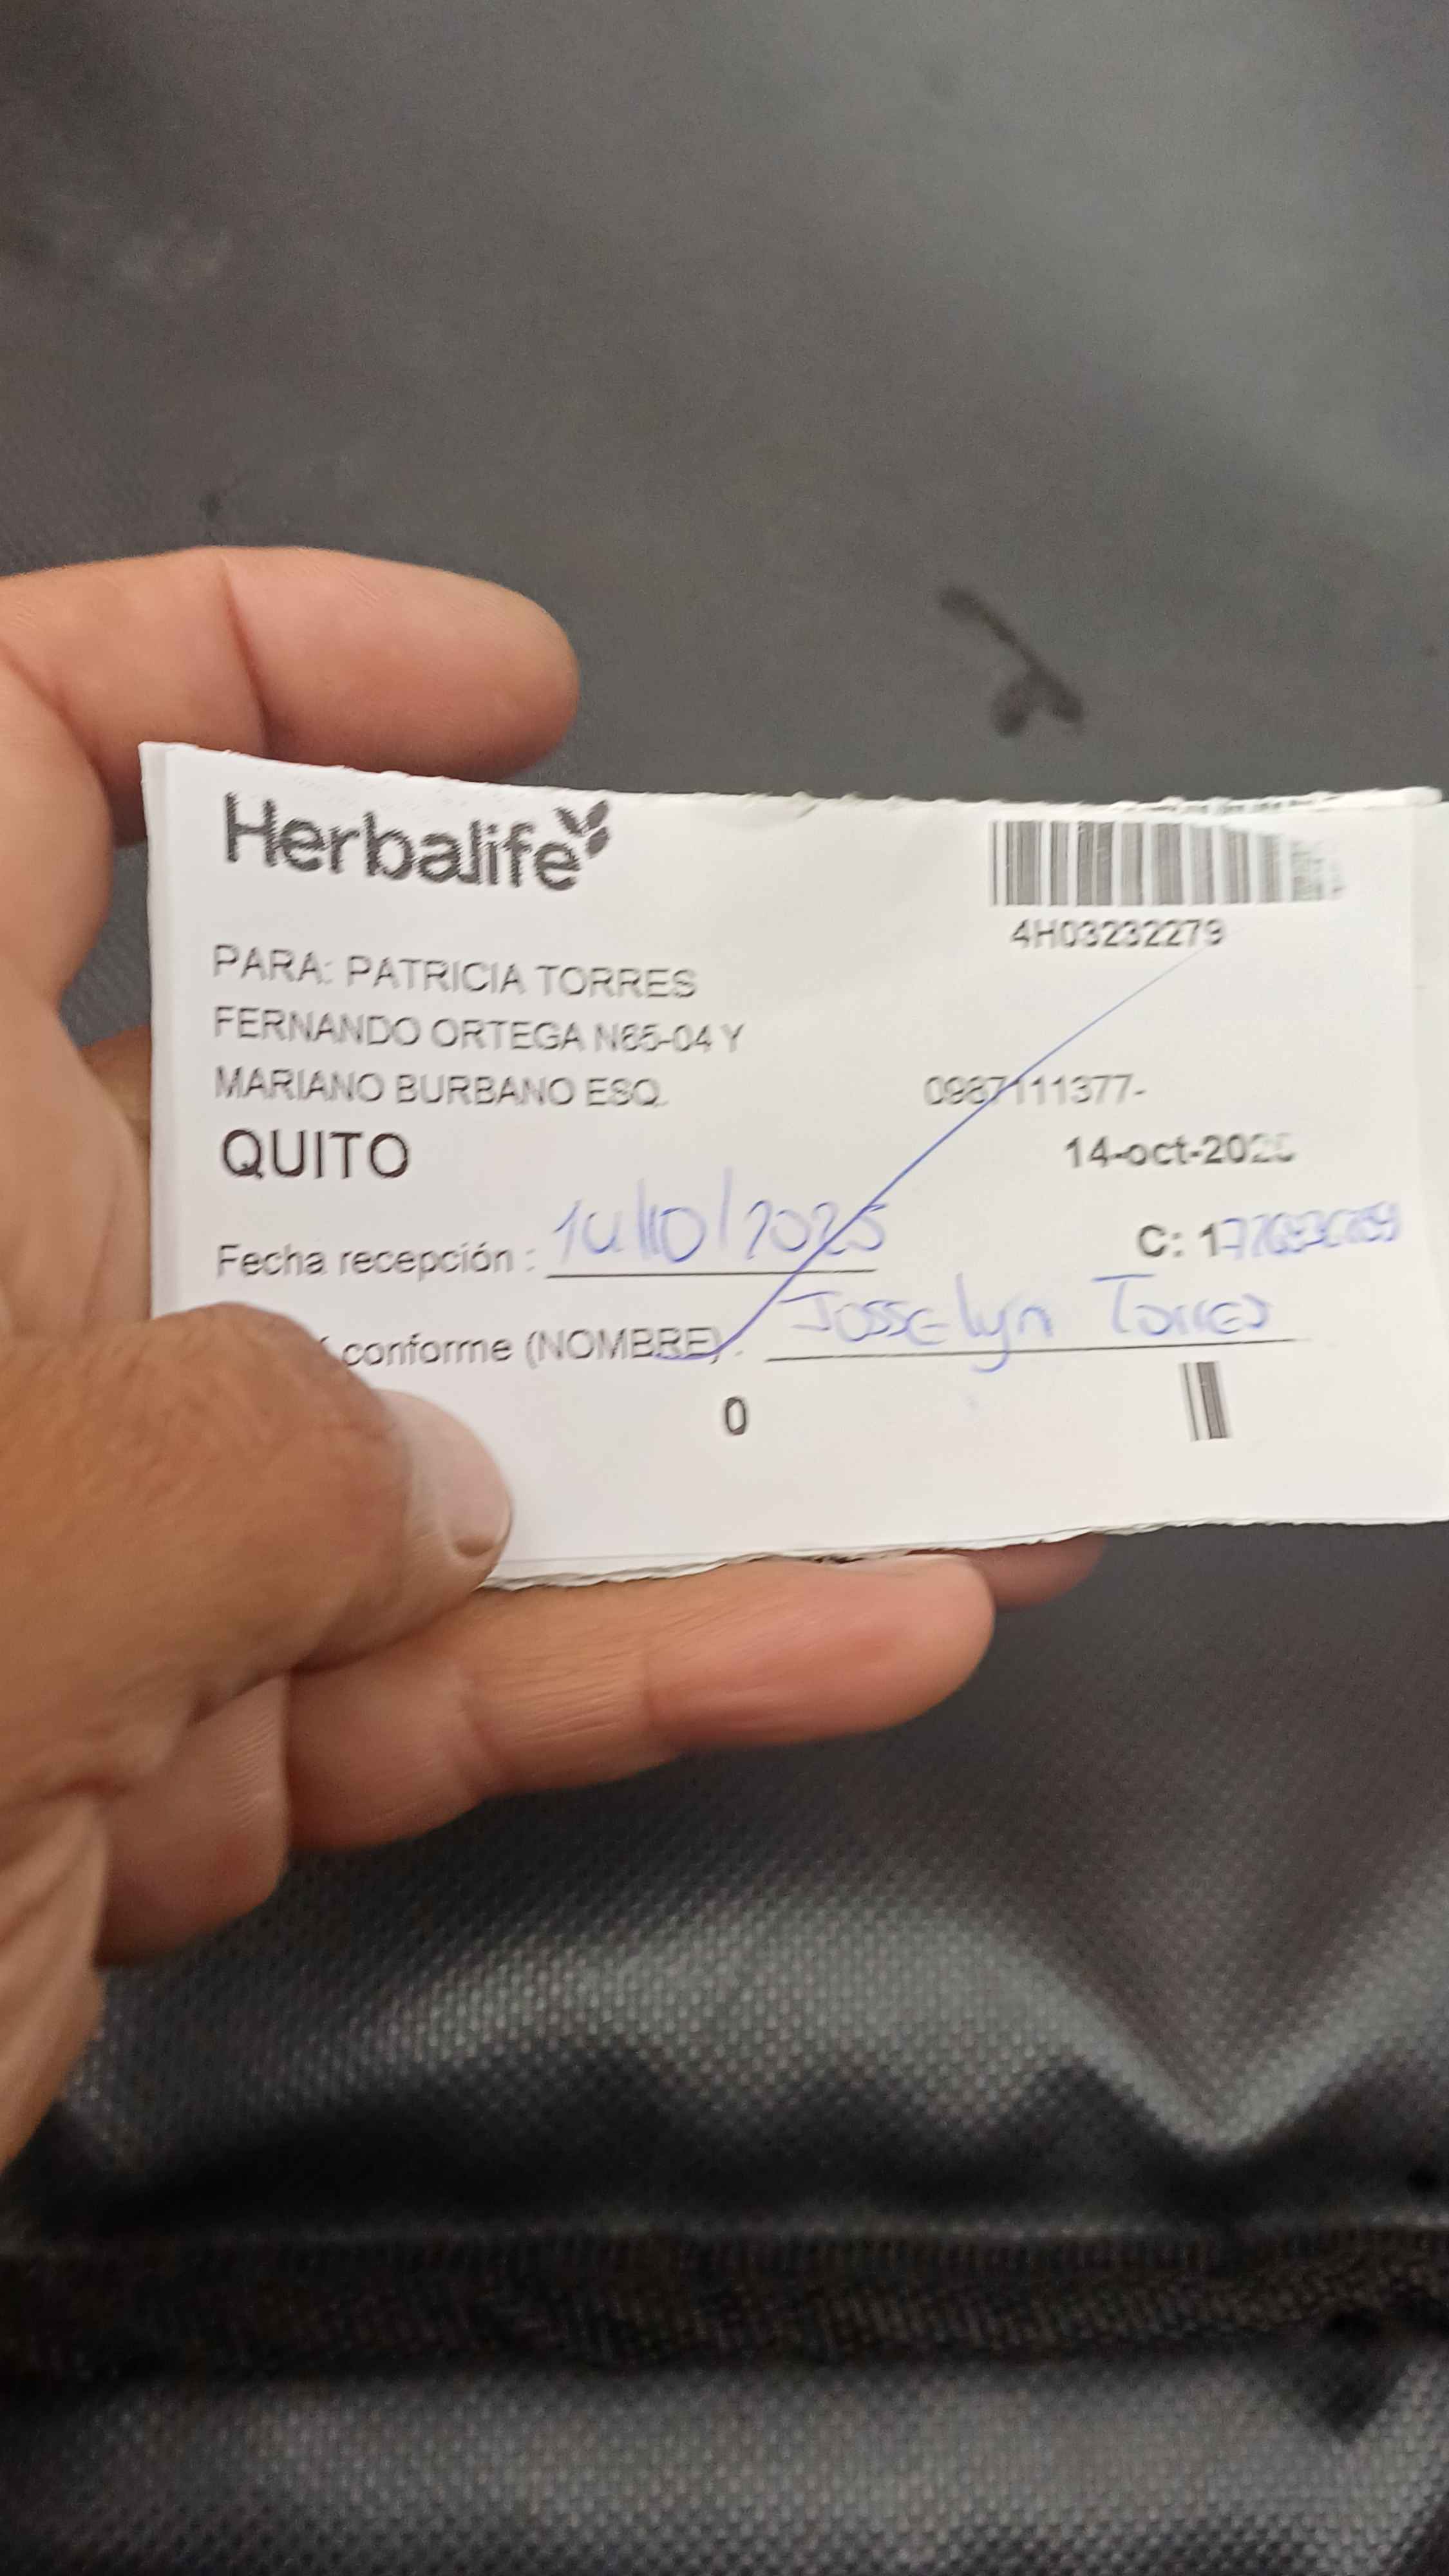 Herbalife
4H03232279
PARA: PATRICIA TORRES
FERNANDO ORTEGA N65-04 Y
MARIANO BURBANO ESQ. 0987111377-
QUITO 14-oct-2025
Fecha recepción : 14/10/2025 C: 1
conforme (NOMBRE) : Josselyn Torres
0